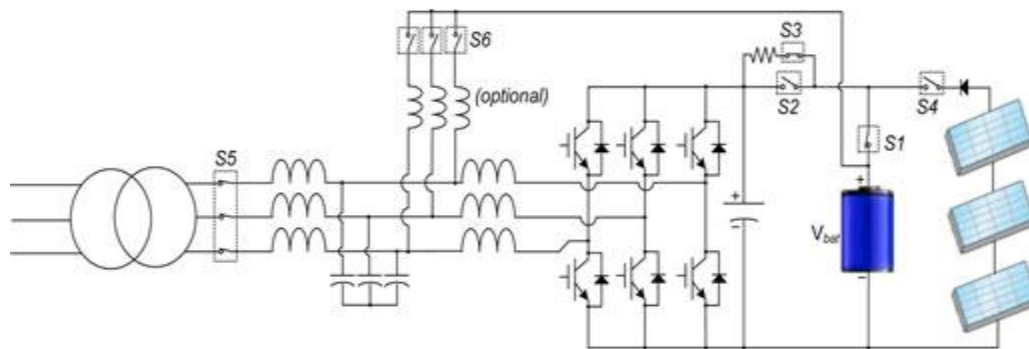 S6
S3
(optional)
S2
S4
S5
S1
+
+
−
V_bat
−